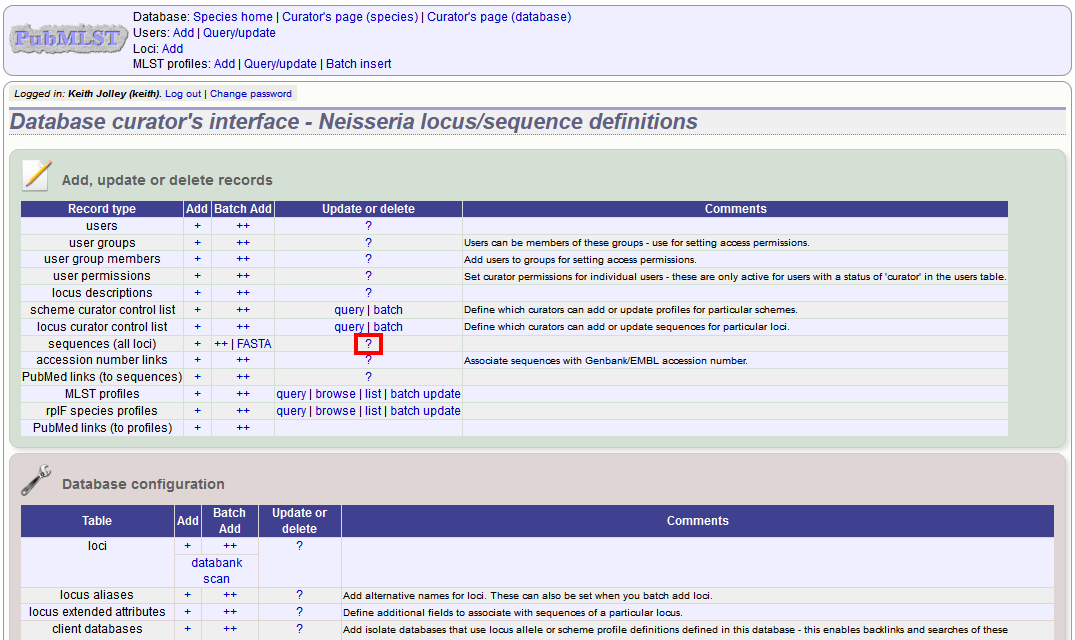 PubMLST
Database: Species home | Curator's page (species) | Curator's page (database)
Users: Add | Query/update
Loci: Add
MLST profiles: Add | Query/update | Batch insert
Logged in: Keith Jolley (keith). Log out | Change password
Database curator's interface - Neisseria locus/sequence definitions
Add, update or delete records
Record type Add Batch Add Update or delete Comments
users + ++ ?
user groups + ++ ? Users can be members of these groups - use for setting access permissions.
user group members + ++ ? Add users to groups for setting access permissions.
user permissions + ++ ? Set curator permissions for individual users - these are only active for users with a status of 'curator' in the users table.
locus descriptions + ++ ?
scheme curator control list + ++ query | batch Define which curators can add or update profiles for particular schemes.
locus curator control list + ++ query | batch Define which curators can add or update sequences for particular loci.
sequences (all loci) + ++ | FASTA ?
accession number links + ++ ? Associate sequences with Genbank/EMBL accession number.
PubMed links (to sequences) + ++ ?
MLST profiles + ++ query | browse | list | batch update
rplF species profiles + ++ query | browse | list | batch update
PubMed links (to profiles) + ++
Database configuration
Table Add Batch Add Update or delete Comments
loci + ++ ?
databank
scan
locus aliases + ++ ? Add alternative names for loci. These can also be set when you batch add loci.
locus extended attributes + ++ ? Define additional fields to associate with sequences of a particular locus.
client databases + ++ ? Add isolate databases that use locus allele or scheme profile definitions defined in this database - this enables backlinks and searches of these